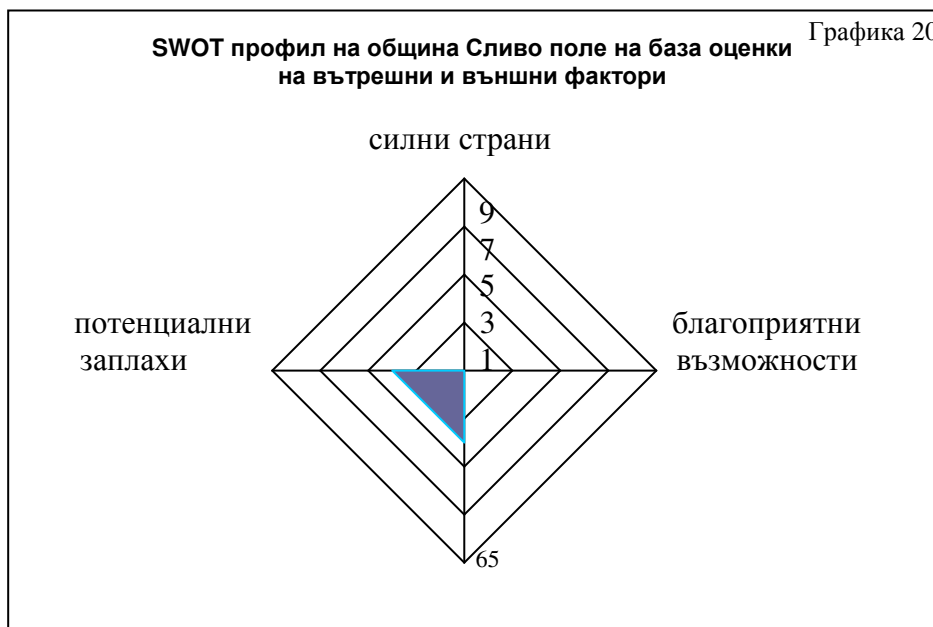 Графика 20
SWOT профил на община Сливо поле на база оценки
на вътрешни и външни фактори
силни страни
9
7
5
3
1
потенциални
заплахи
благоприятни
възможности
65